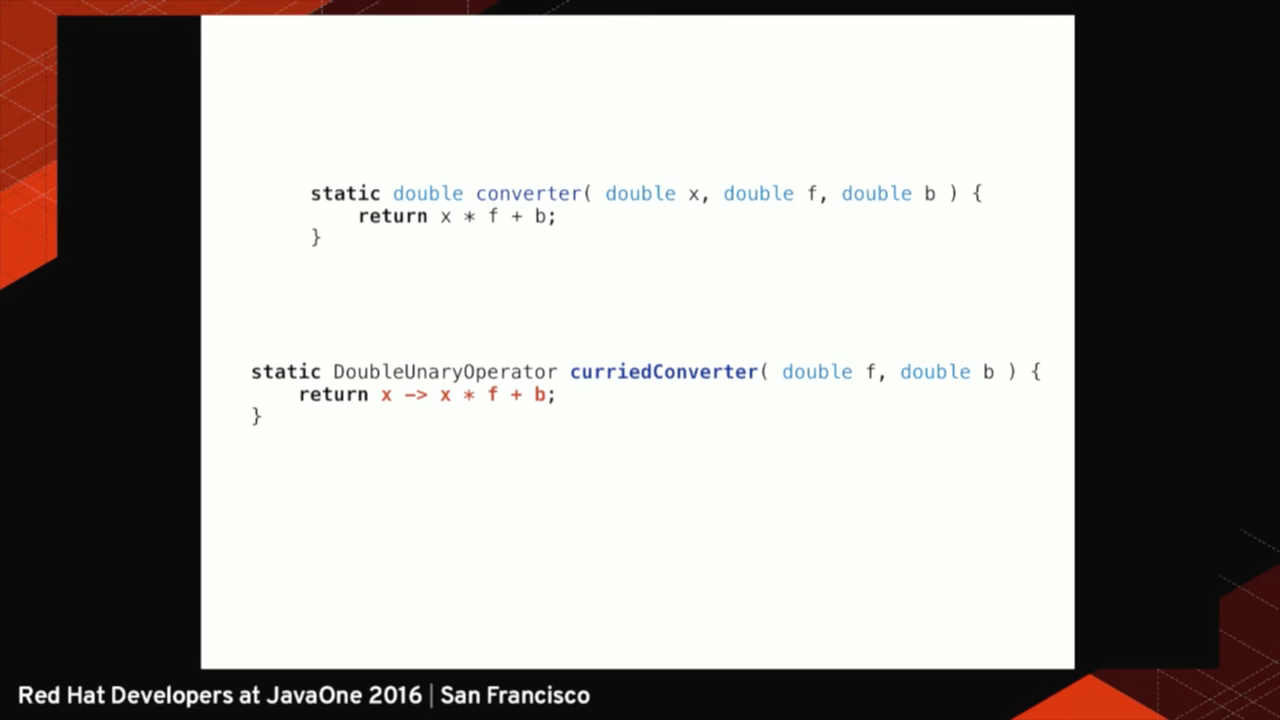 static double converter( double x, double f, double b ) {
return x * f + b;
}
static DoubleUnaryOperator curriedConverter( double f, double b ) {
return x -> x * f + b;
}
Red Hat Developers at JavaOne 2016 | San Francisco